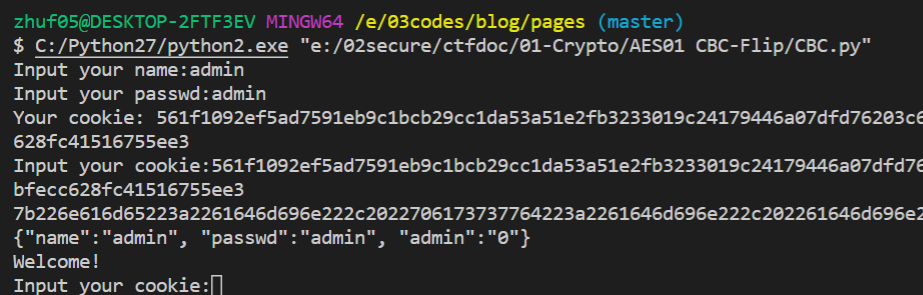 zhuf05@DESKTOP-2FTF3EV MINGW64 /e/03codes/blog/pages (master)
$ C:/Python27/python2.exe "e:/02secure/ctfdoc/01-Crypto/AES01 CBC-Flip/CBC.py"
Input your name:admin
Input your passwd:admin
Your cookie: 561f1092ef5ad7591eb9c1bcb29cc1da53a51e2fb3233019c24179446a07dfd76203c6
628fc41516755ee3
Input your cookie:561f1092ef5ad7591eb9c1bcb29cc1da53a51e2fb3233019c24179446a07dfd76
bfecc628fc41516755ee3
7b226e616d65223a2261646d696e222c2022706173737764223a2261646d696e222c202261646d696e2
{"name":"admin", "passwd":"admin", "admin":"0"}
Welcome!
Input your cookie: